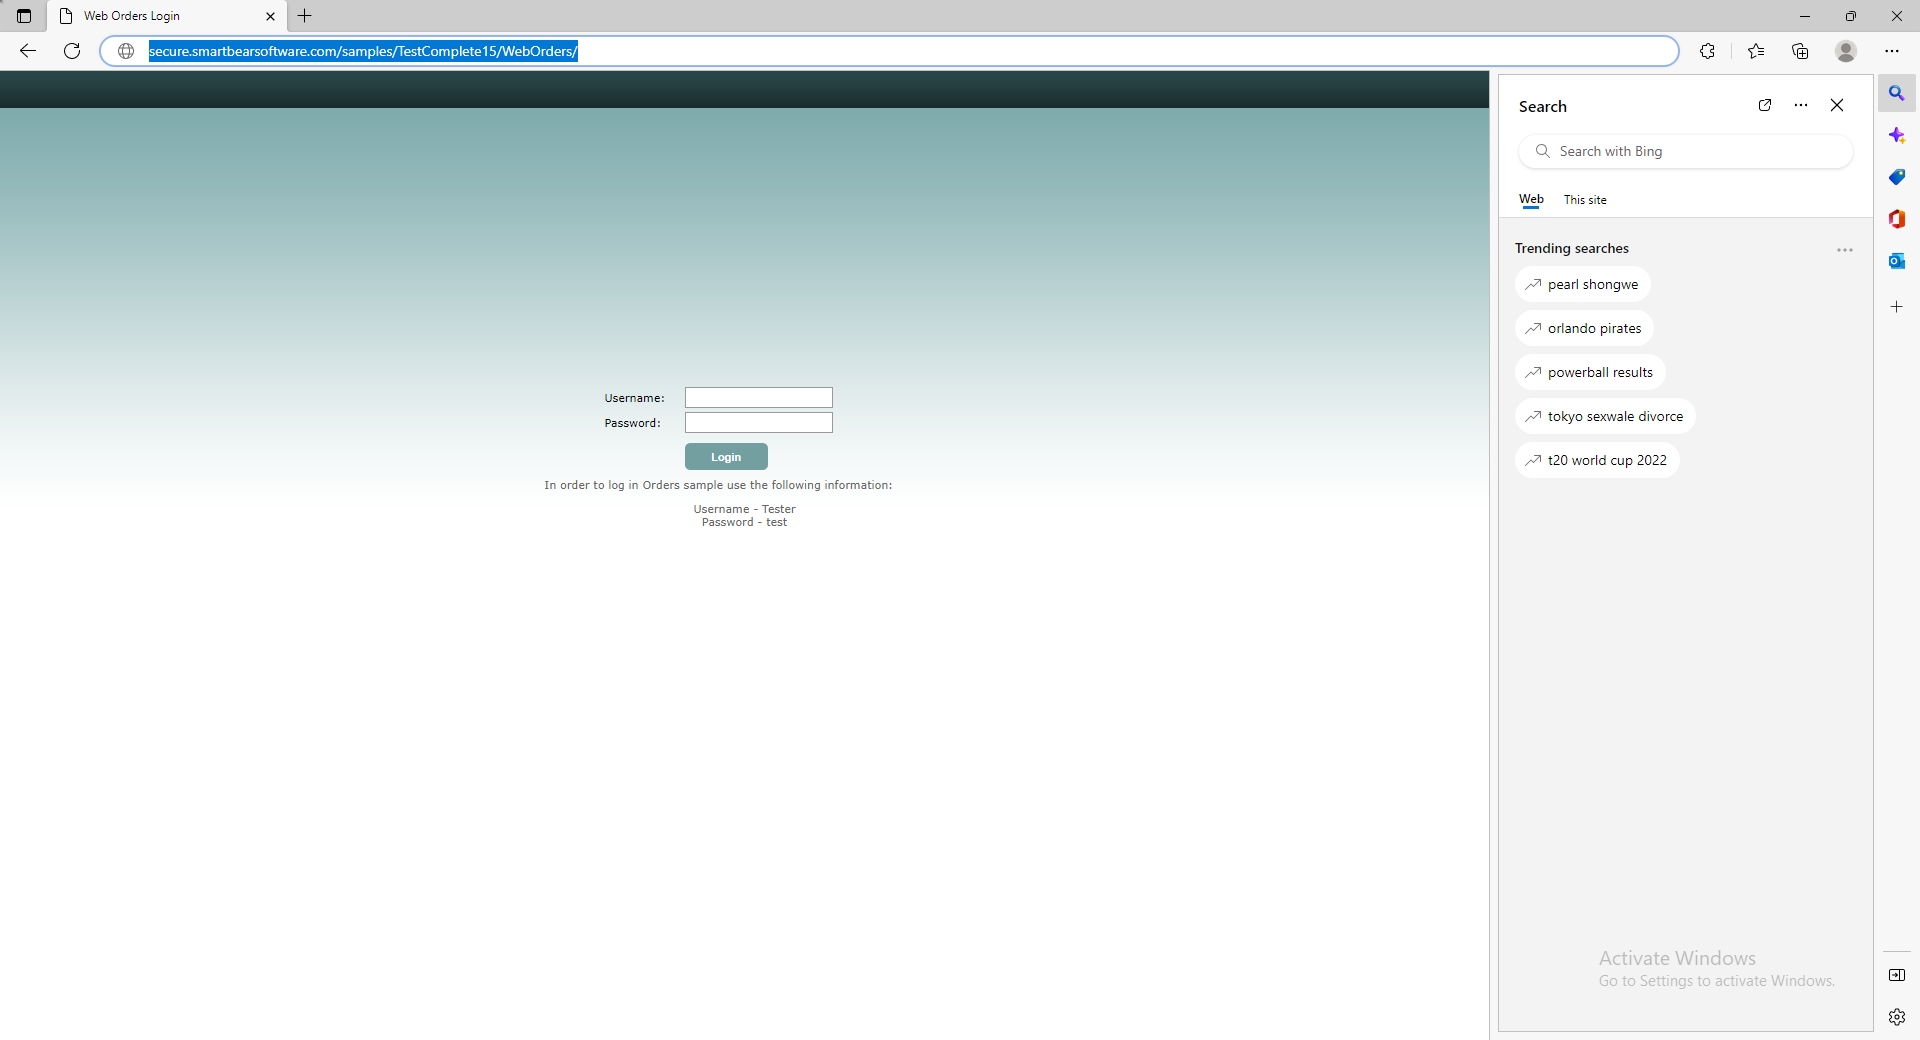 Web Orders Login
secure.smartbearsoftware.com/samples/TestComplete15/WebOrders/
Username:
Password:
Login
In order to log in Orders sample use the following information:
Username - Tester
Password - test
Search
Search with Bing
Web This site
Trending searches
pearl shongwe
orlando pirates
powerball results
tokyo sexwale divorce
t20 world cup 2022
Activate Windows
Go to Settings to activate Windows.